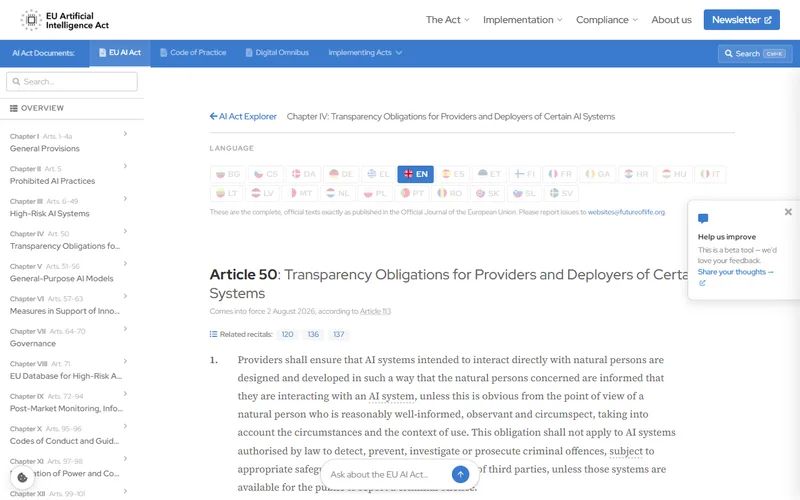 EU Artificial
Intelligence Act
The Act
Implementation
Compliance
About us
Newsletter
AI Act Documents:
EU AI Act
Code of Practice
Digital Omnibus
Implementing Acts
Search
Ctrl+K
Search...
OVERVIEW
Chapter I Arts. 1–4a
General Provisions
Chapter II Art. 5
Prohibited AI Practices
Chapter III Arts. 6–49
High-Risk AI Systems
Chapter IV Art. 50
Transparency Obligations fo...
Chapter V Arts. 51–56
General-Purpose AI Models
Chapter VI Arts. 57–63
Measures in Support of Inno...
Chapter VII Arts. 64–70
Governance
Chapter VIII Art. 71
EU Database for High-Risk A...
Chapter IX Arts. 72–94
Post-Market Monitoring, Info...
Chapter X Arts. 95–96
Codes of Conduct and Guid...
Chapter XI Arts. 97–98
ation of Power and Co...
Chapter XII Arts. 99–101
AI Act Explorer
Chapter IV: Transparency Obligations for Providers and Deployers of Certain AI Systems
LANGUAGE
BG CS DA DE EL EN ES ET FI FR GA HR HU IT
LT LV MT NL PL PT RO SK SL SV
These are the complete, official texts exactly as published in the Official Journal of the European Union. Please report issues to websites@futureoflife.org
Article 50: Transparency Obligations for Providers and Deployers of Certa
Systems
Comes into force 2 August 2026, according to Article 113
Related recitals: 120 136 137
1. Providers shall ensure that AI systems intended to interact directly with natural persons are
designed and developed in such a way that the natural persons concerned are informed that
they are interacting with an AI system, unless this is obvious from the point of view of a
natural person who is reasonably well-informed, observant and circumspect, taking into
account the circumstances and the context of use. This obligation shall not apply to AI systems
authorised by law to detect, prevent, investigate or prosecute criminal offences, subject to
appropriate of third parties, unless those systems are
available for the
Ask about the EU AI Act...
Help us improve
This is a beta tool — we'd
love your feedback.
Share your thoughts →